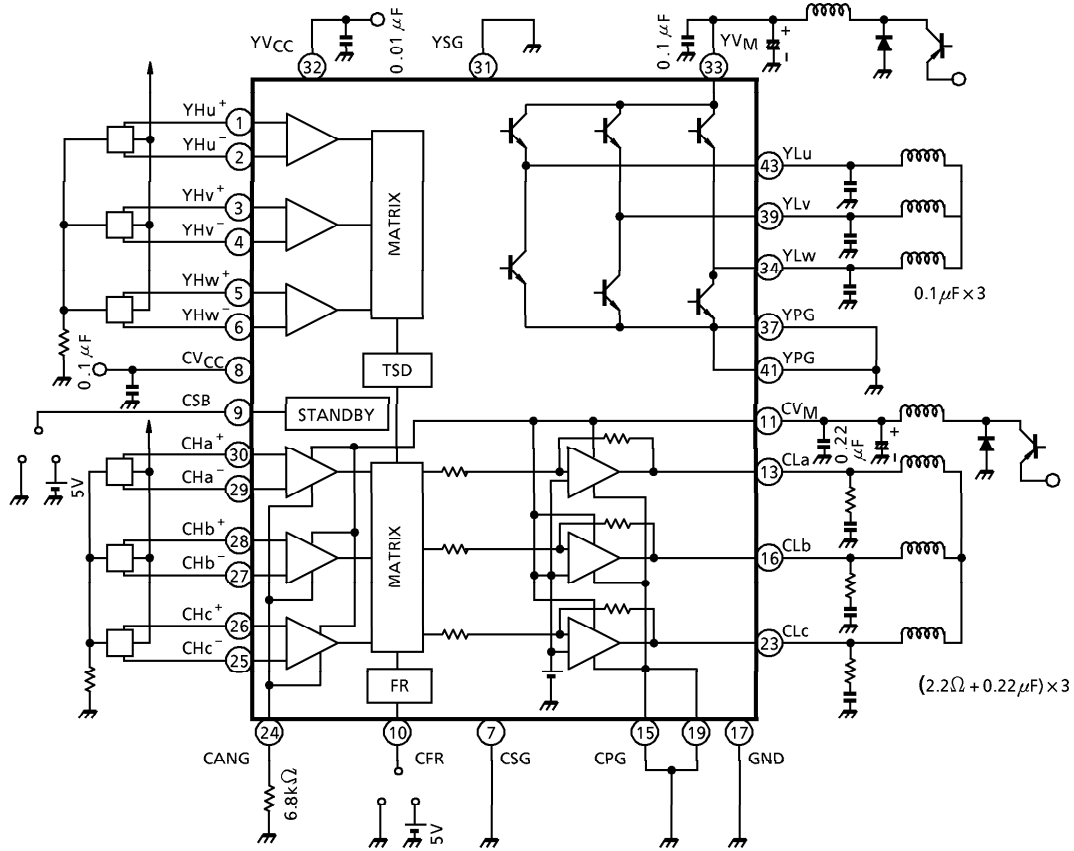 YVCC
0.01 μF
YSG
0.1 μF
YVM
+
-
32
31
33
YHu+
1
YHu-
2
YHv+
3
YHv-
4
YHw+
5
YHw-
6
MATRIX
43
YLu
39
YLv
34
YLw
0.1 μF×3
37
YPG
41
YPG
0.1 μF
CVCC
8
TSD
CSB
9
STANDBY
11
CVM
0.22 μF
+
-
5V
CHa+
30
CHa-
29
CHb+
28
CHb-
27
CHc+
26
CHc-
25
MATRIX
13
CLa
16
CLb
23
CLc
(2.2Ω+0.22μF)×3
FR
24
10
7
15
19
17
CANG
CFR
CSG
CPG
GND
6.8kΩ
5V